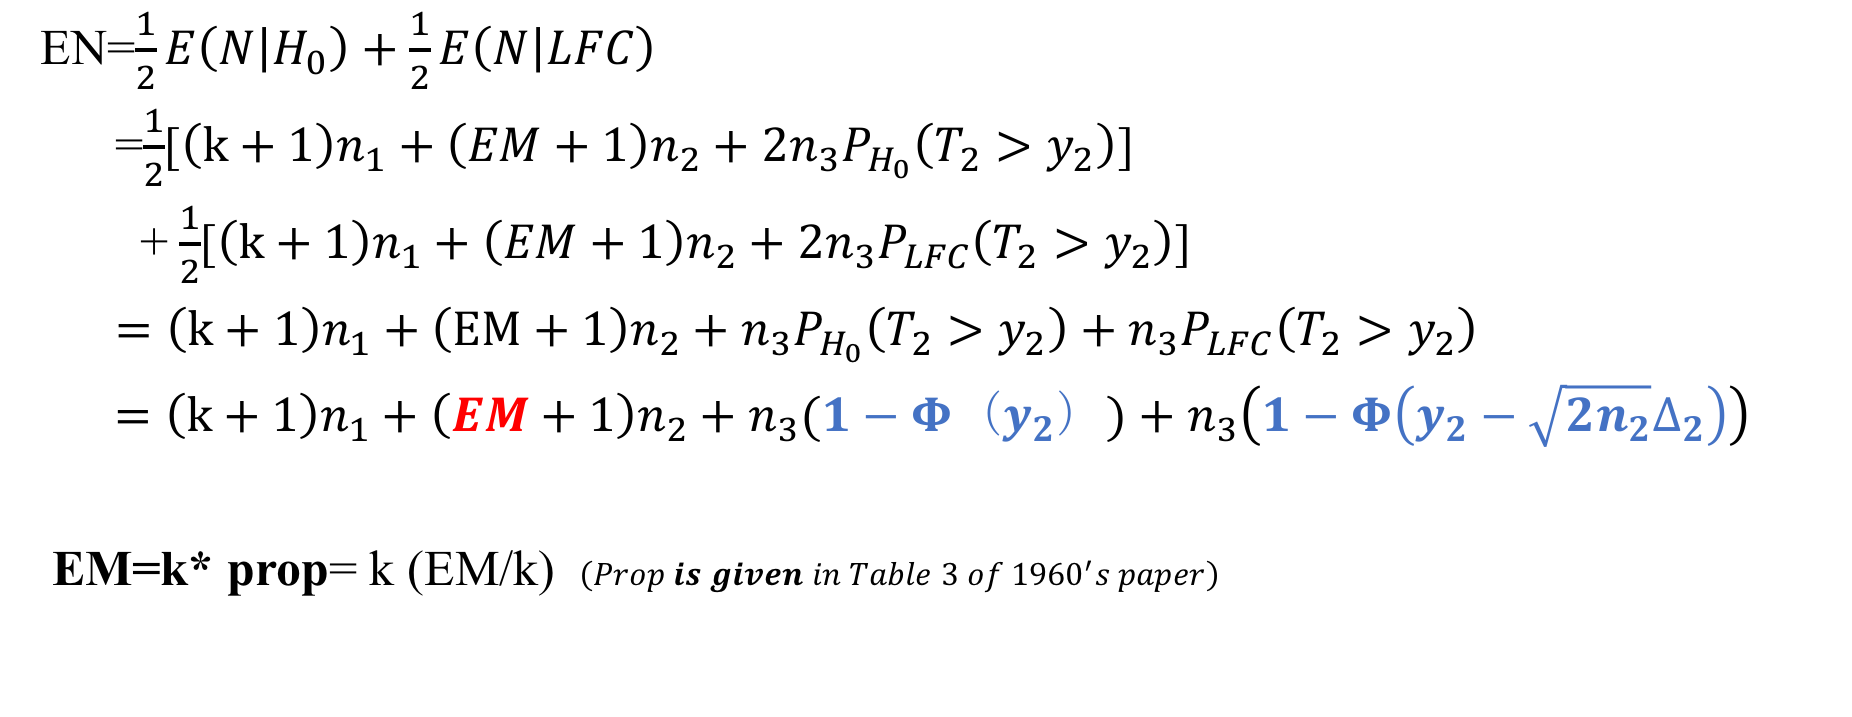 EN=½E(N|H₀) + ½E(N|LFC)
=½[(k + 1)n₁ + (EM + 1)n₂ + 2n₃P_{H₀}(T₂ > y₂)]
+½[(k + 1)n₁ + (EM + 1)n₂ + 2n₃P_{LFC}(T₂ > y₂)]
= (k + 1)n₁ + (EM + 1)n₂ + n₃P_{H₀}(T₂ > y₂) + n₃P_{LFC}(T₂ > y₂)
= (k + 1)n₁ + (EM + 1)n₂ + n₃(1 − Φ（y₂）) + n₃(1 − Φ(y₂ − √(2n₂)Δ₂))
EM=k* prop= k (EM/k) (Prop is given in Table 3 of 1960's paper)